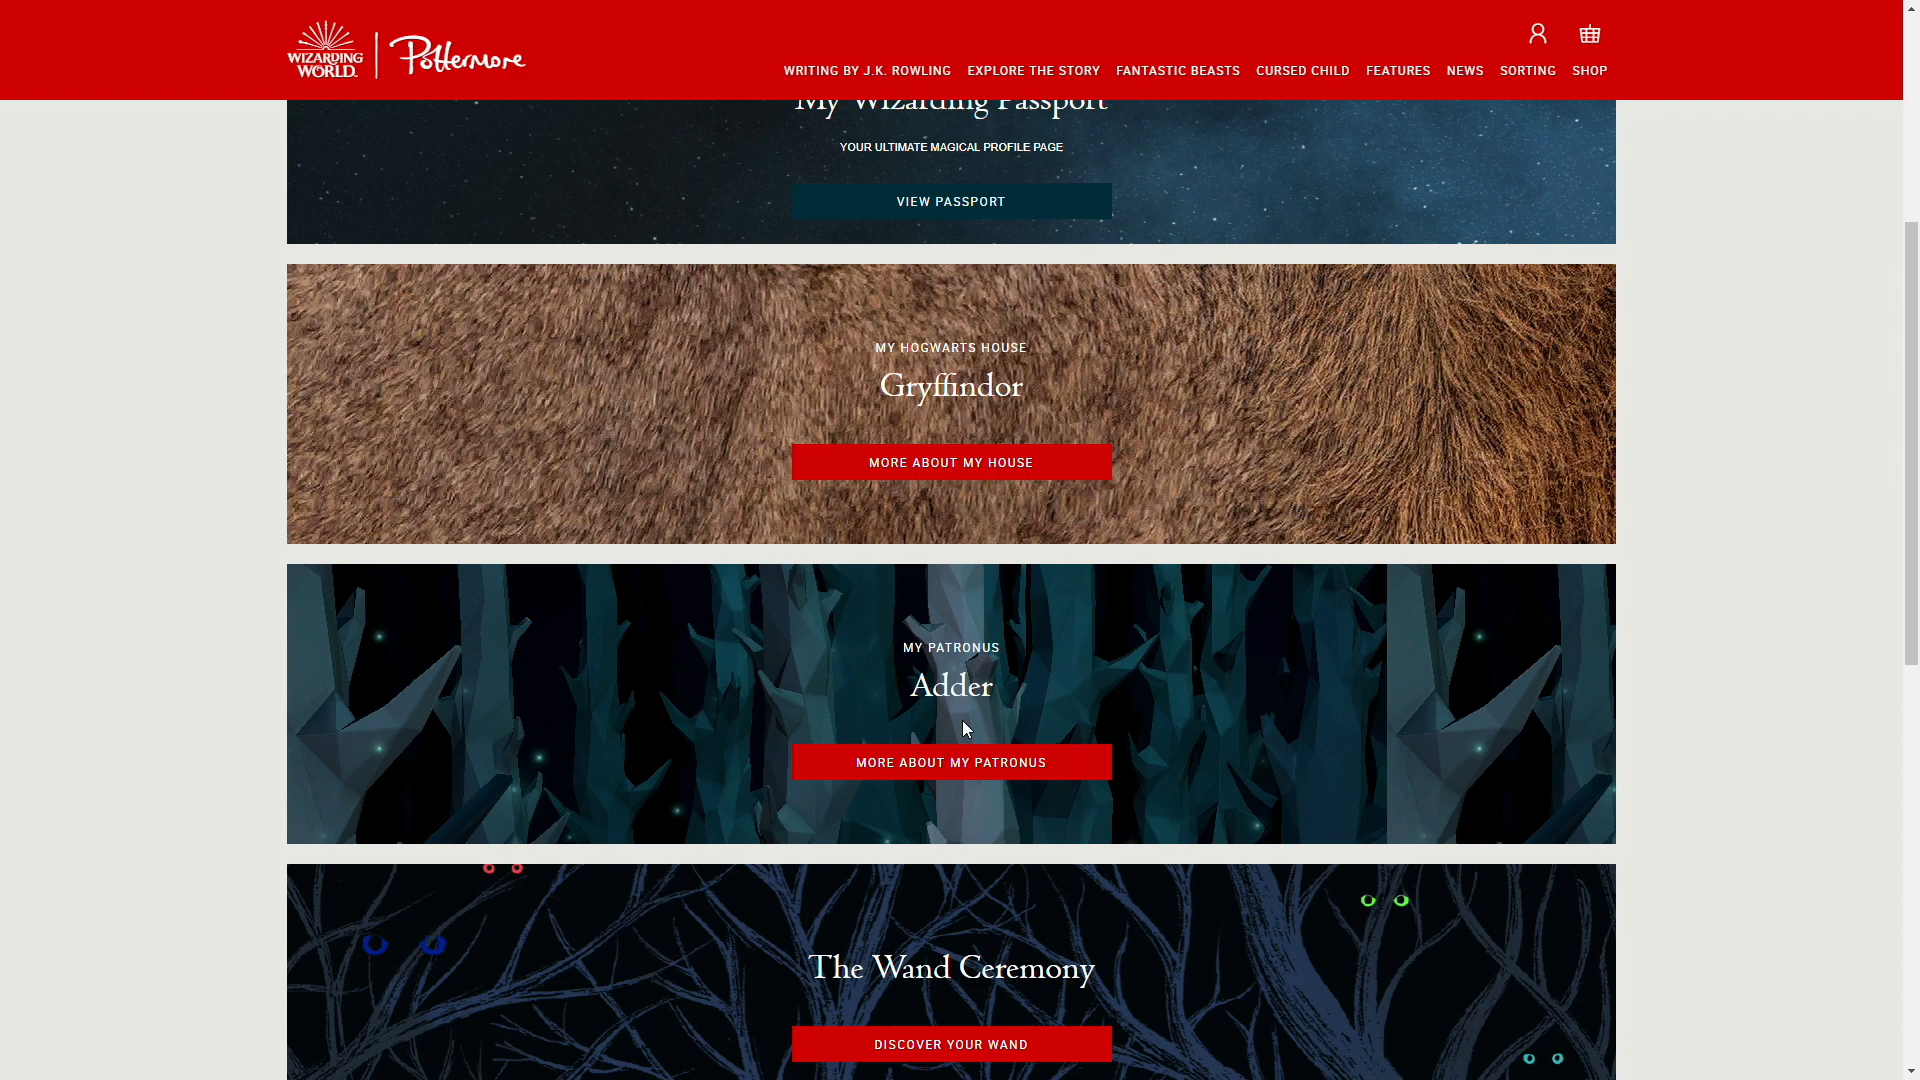 WIZARDING
WORLD.
Pottermore
WRITING BY J.K. ROWLING EXPLORE THE STORY FANTASTIC BEASTS CURSED CHILD FEATURES NEWS SORTING SHOP
My Wizarding Passport
YOUR ULTIMATE MAGICAL PROFILE PAGE
VIEW PASSPORT
MY HOGWARTS HOUSE
Gryffindor
MORE ABOUT MY HOUSE
MY PATRONUS
Adder
MORE ABOUT MY PATRONUS
The Wand Ceremony
DISCOVER YOUR WAND